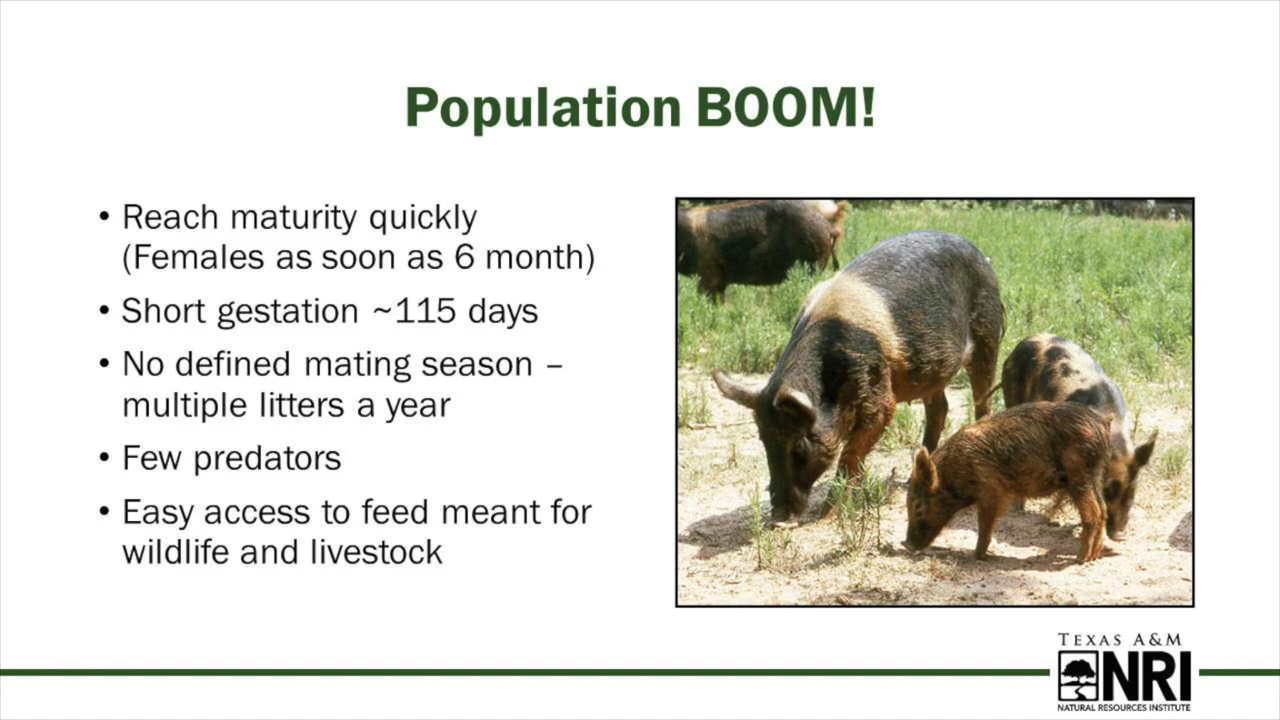 Population BOOM!
• Reach maturity quickly
(Females as soon as 6 month)
• Short gestation ~115 days
• No defined mating season –
multiple litters a year
• Few predators
• Easy access to feed meant for
wildlife and livestock
TEXAS A&M
NRI
NATURAL RESOURCES INSTITUTE